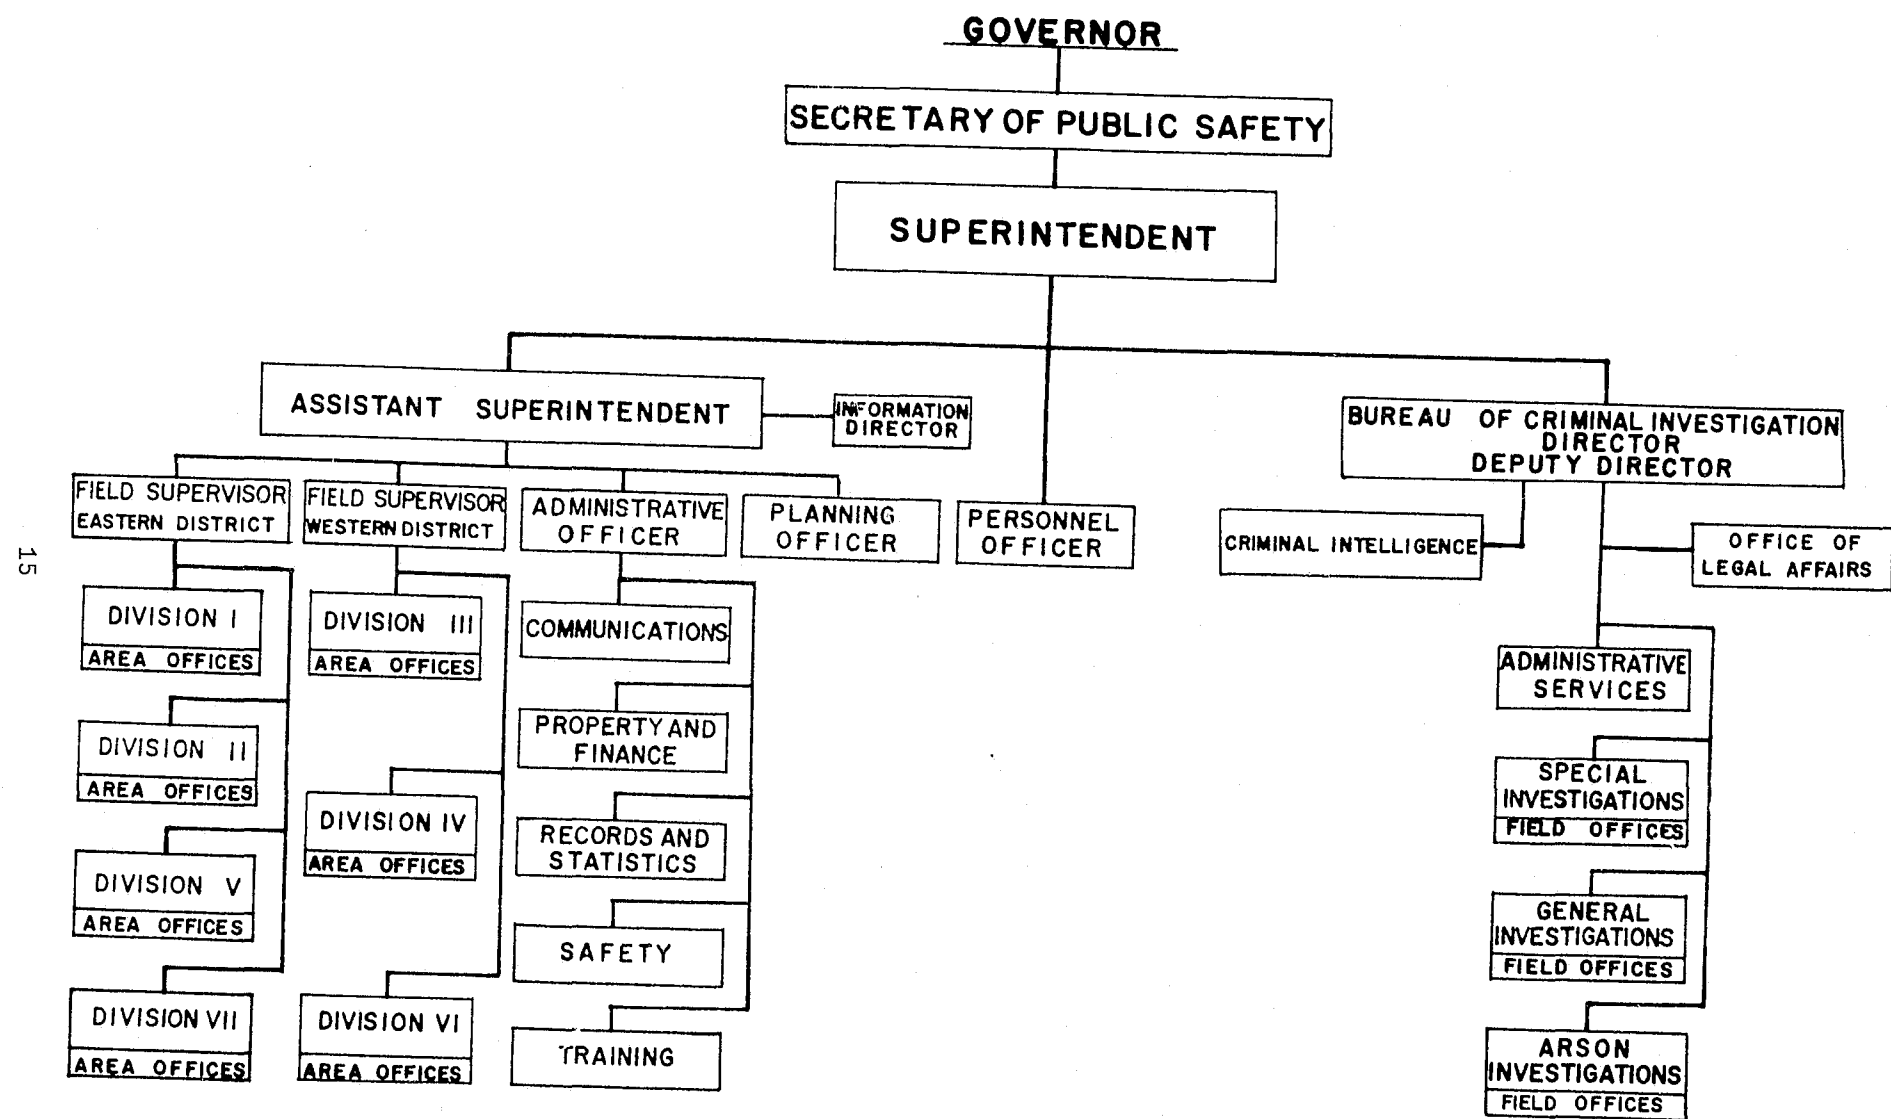 GOVERNOR
SECRETARY OF PUBLIC SAFETY
SUPERINTENDENT
ASSISTANT SUPERINTENDENT
INFORMATION
DIRECTOR
BUREAU OF CRIMINAL INVESTIGATION
DIRECTOR
DEPUTY DIRECTOR
FIELD SUPERVISOR
EASTERN DISTRICT
FIELD SUPERVISOR
WESTERN DISTRICT
ADMINISTRATIVE
OFFICER
PLANNING
OFFICER
PERSONNEL
OFFICER
CRIMINAL INTELLIGENCE
OFFICE OF
LEGAL AFFAIRS
DIVISION I
AREA OFFICES
DIVISION II
AREA OFFICES
DIVISION V
AREA OFFICES
DIVISION VII
AREA OFFICES
DIVISION III
AREA OFFICES
DIVISION IV
AREA OFFICES
DIVISION VI
AREA OFFICES
COMMUNICATIONS
PROPERTY AND
FINANCE
RECORDS AND
STATISTICS
SAFETY
TRAINING
ADMINISTRATIVE
SERVICES
SPECIAL
INVESTIGATIONS
FIELD OFFICES
GENERAL
INVESTIGATIONS
FIELD OFFICES
ARSON
INVESTIGATIONS
FIELD OFFICES
15